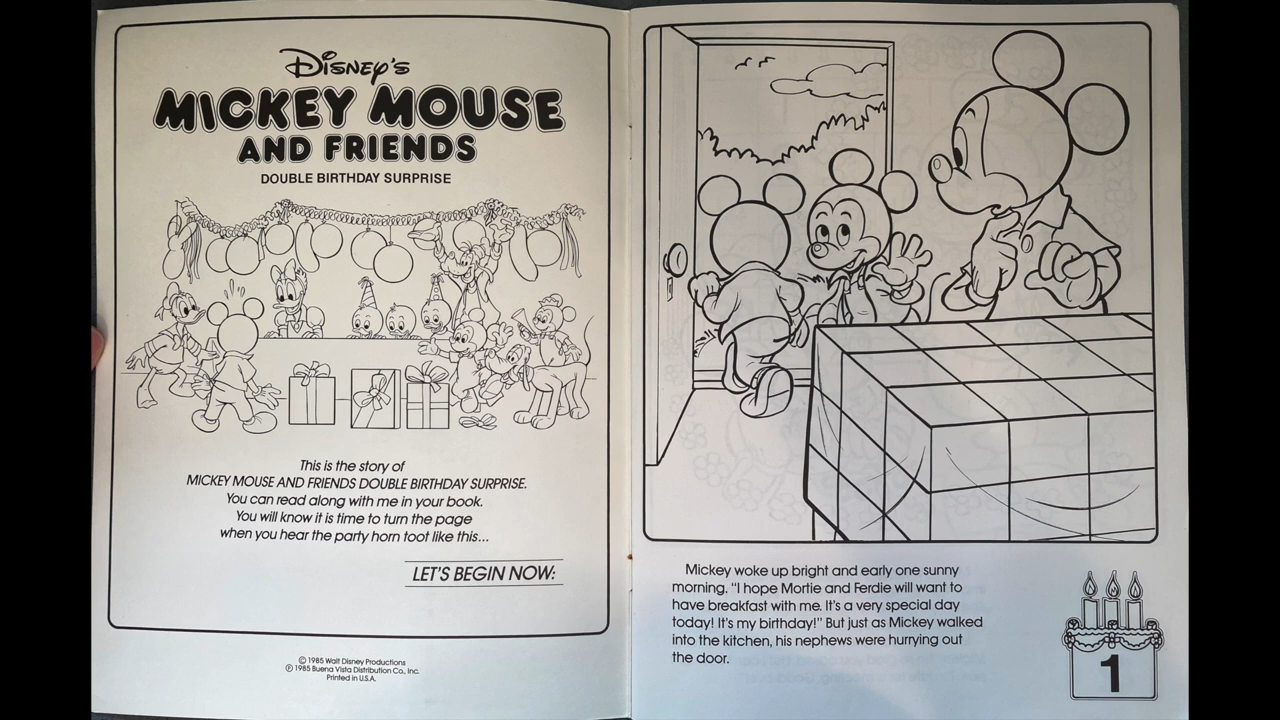 Disney's
MICKEY MOUSE
AND FRIENDS
DOUBLE BIRTHDAY SURPRISE
This is the story of
MICKEY MOUSE AND FRIENDS DOUBLE BIRTHDAY SURPRISE.
You can read along with me in your book.
You will know it is time to turn the page
when you hear the party horn toot like this...
LET'S BEGIN NOW:
© 1985 Walt Disney Productions
℗ 1985 Buena Vista Distribution Co., Inc.
Printed in U.S.A.
Mickey woke up bright and early one sunny
morning. “I hope Mortie and Ferdie will want to
have breakfast with me. It's a very special day
today! It's my birthday!” But just as Mickey walked
into the kitchen, his nephews were hurrying out
the door.
1